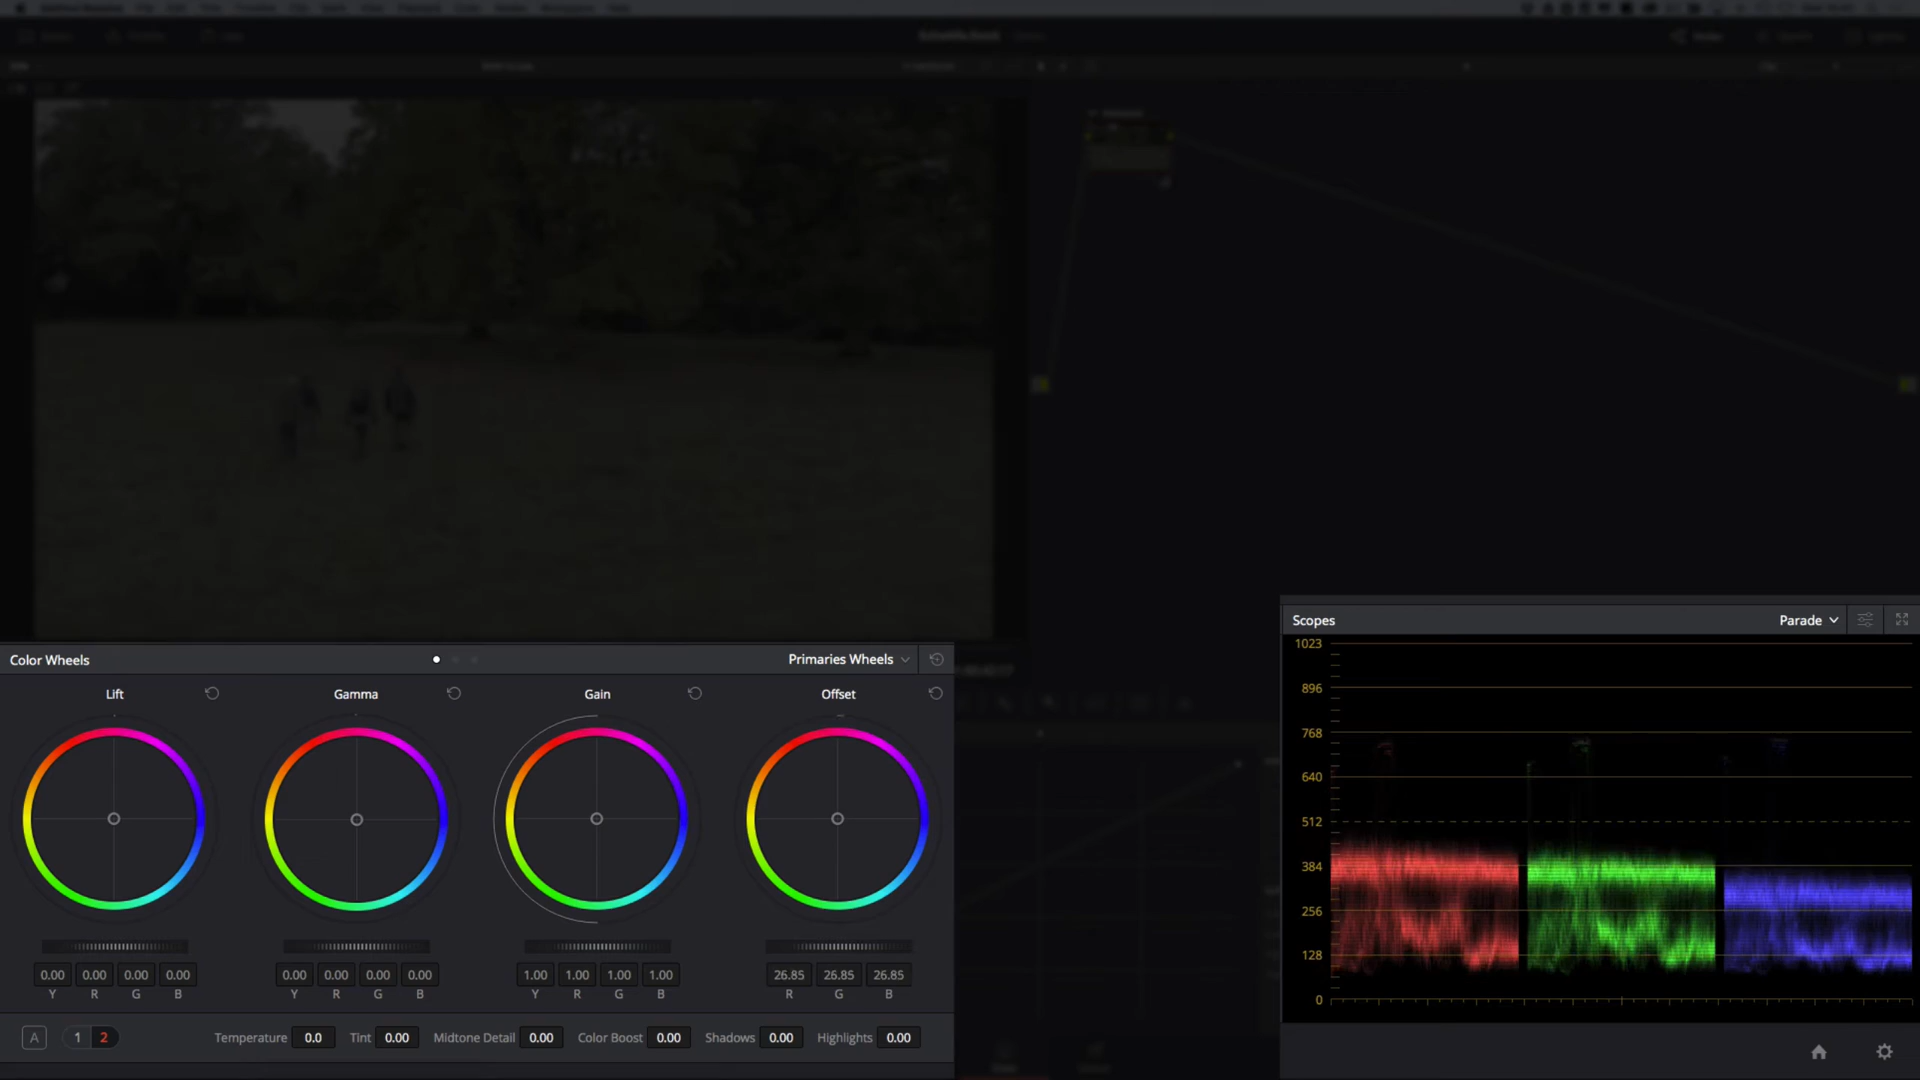 Color Wheels
Primaries Wheels
Lift
Gamma
Gain
Offset
0.00 0.00 0.00 0.00
Y R G B
0.00 0.00 0.00 0.00
Y R G B
1.00 1.00 1.00 1.00
Y R G B
26.85 26.85 26.85
R G B
A 1 2
Temperature 0.0
Tint 0.00
Midtone Detail 0.00
Color Boost 0.00
Shadows 0.00
Highlights 0.00
Scopes
Parade
1023
896
768
640
512
384
256
128
0